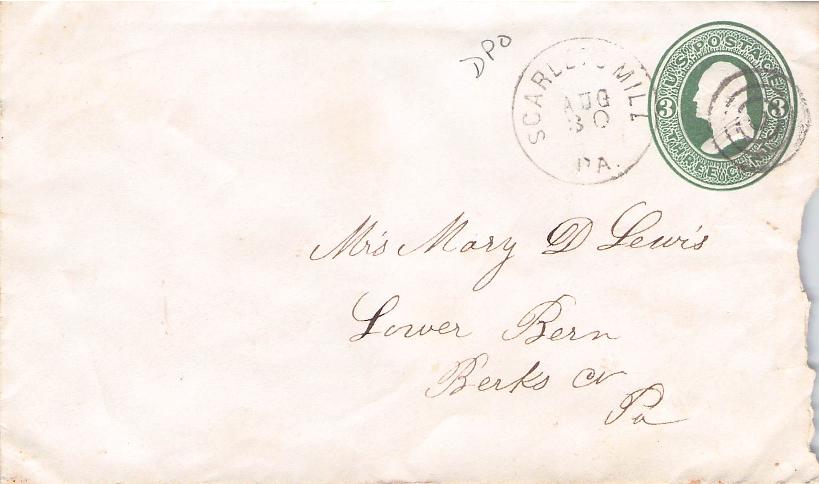 DPO
SCARLETS MILL
AUG
30
PA.
U.S. POSTAGE
3 3
THREE CENTS
Mrs Mary D Lewis
Lower Bern
Berks Co
Pa